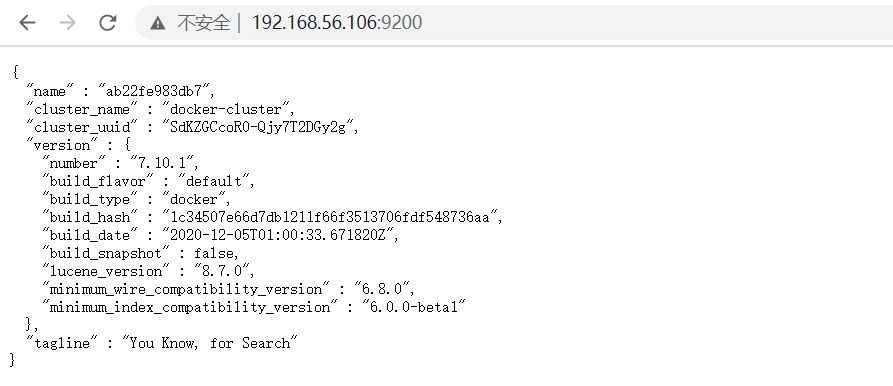 不安全 | 192.168.56.106:9200
{
  "name" : "ab22fe983db7",
  "cluster_name" : "docker-cluster",
  "cluster_uuid" : "SdKZGCcoR0-Qjy7T2DGy2g",
  "version" : {
    "number" : "7.10.1",
    "build_flavor" : "default",
    "build_type" : "docker",
    "build_hash" : "1c34507e66d7db1211f66f3513706fdf548736aa",
    "build_date" : "2020-12-05T01:00:33.671820Z",
    "build_snapshot" : false,
    "lucene_version" : "8.7.0",
    "minimum_wire_compatibility_version" : "6.8.0",
    "minimum_index_compatibility_version" : "6.0.0-beta1"
  },
  "tagline" : "You Know, for Search"
}